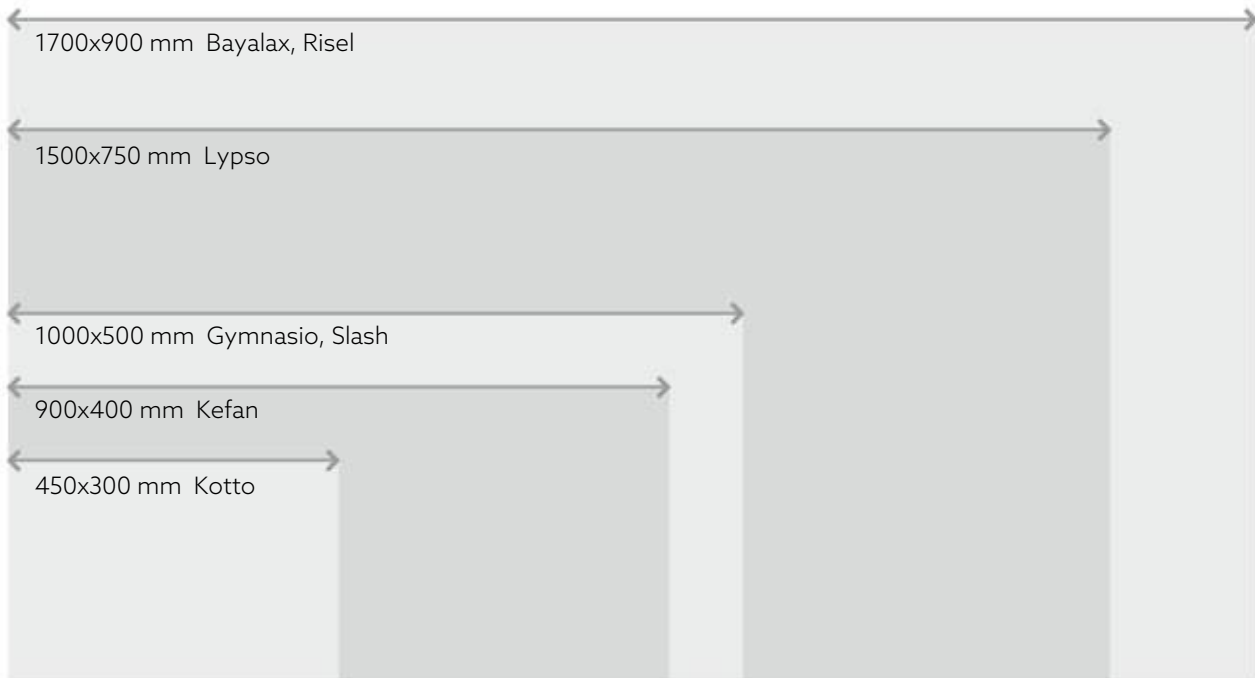 1700x900 mm  Bayalax, Risel
1500x750 mm  Lypso
1000x500 mm  Gymnasio, Slash
900x400 mm  Kefan
450x300 mm  Kotto